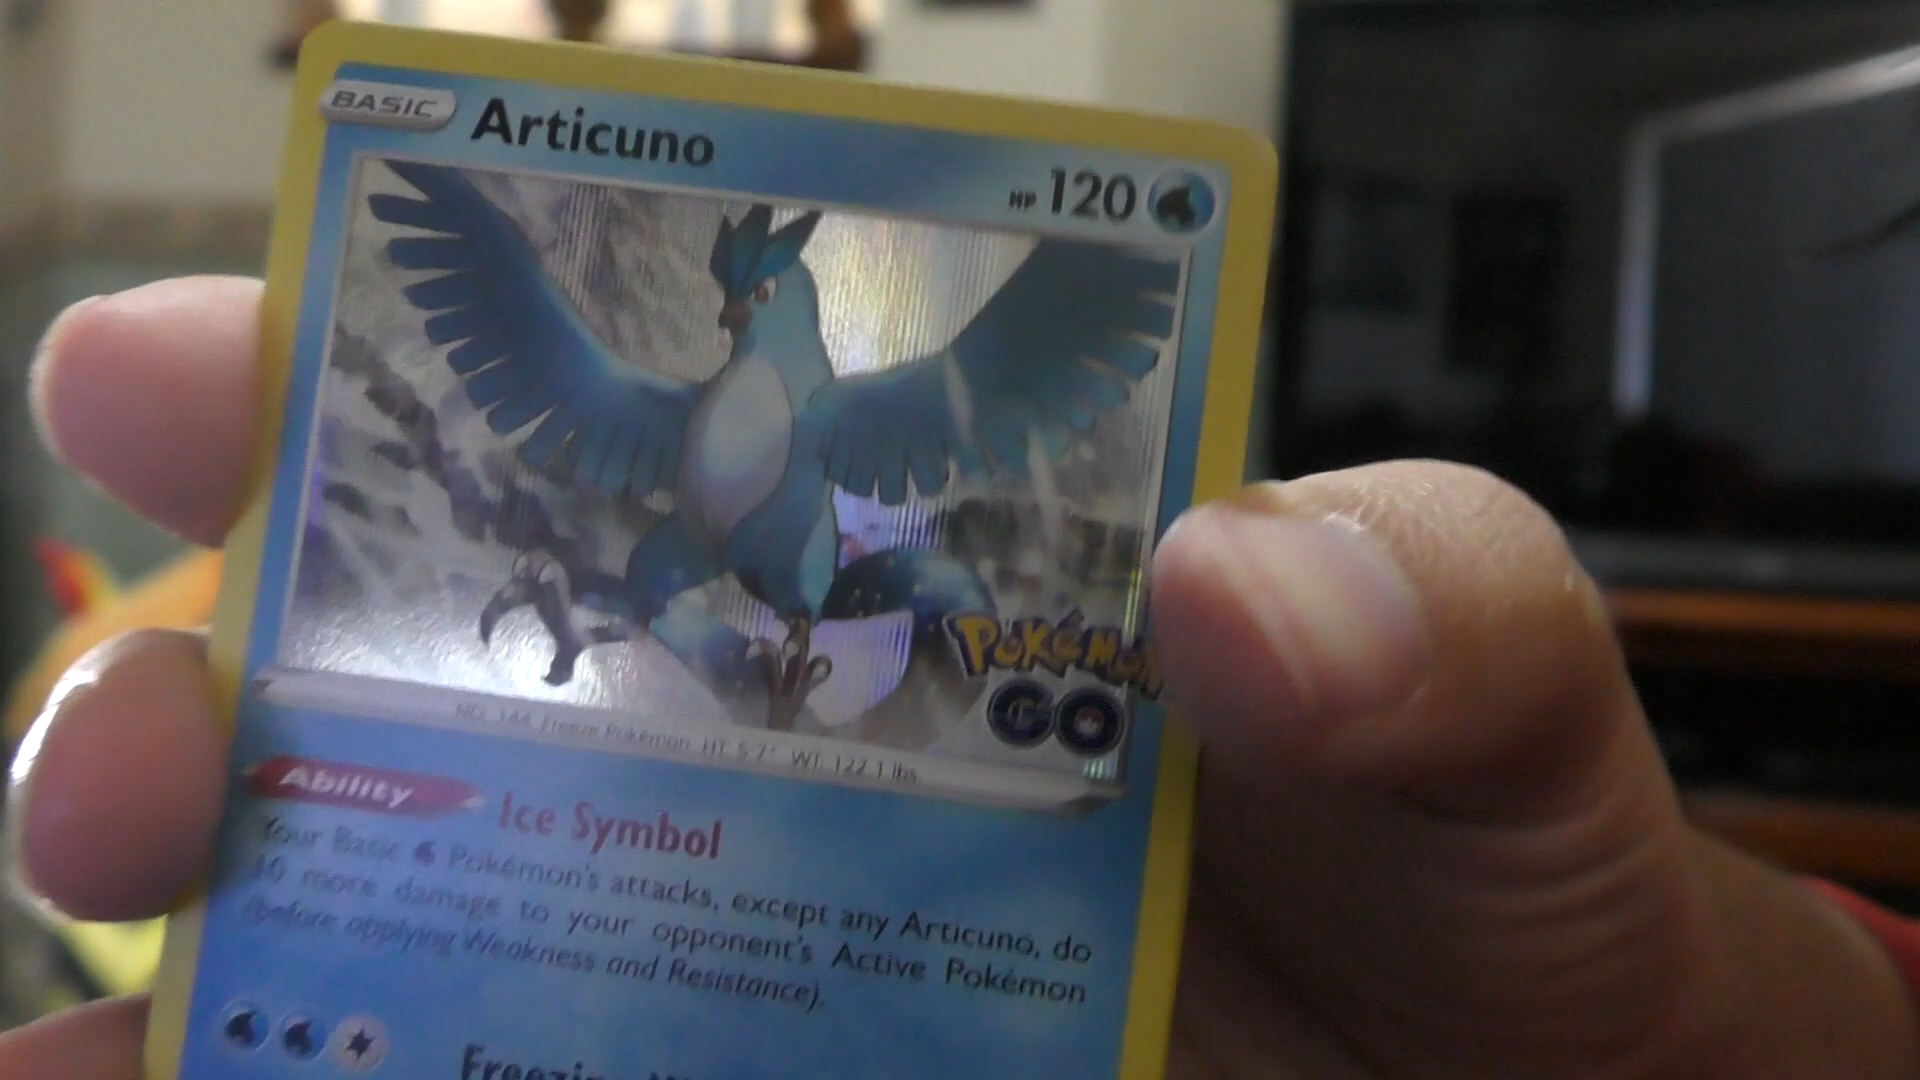 BASIC Articuno
HP 120
POKÉMON
GO
NO. 144 Freeze Pokémon HT: 5'7" WT: 122.1 lbs.
Ability Ice Symbol
Your Basic Pokémon's attacks, except any Articuno, do
10 more damage to your opponent's Active Pokémon
(before applying Weakness and Resistance).
Freezing